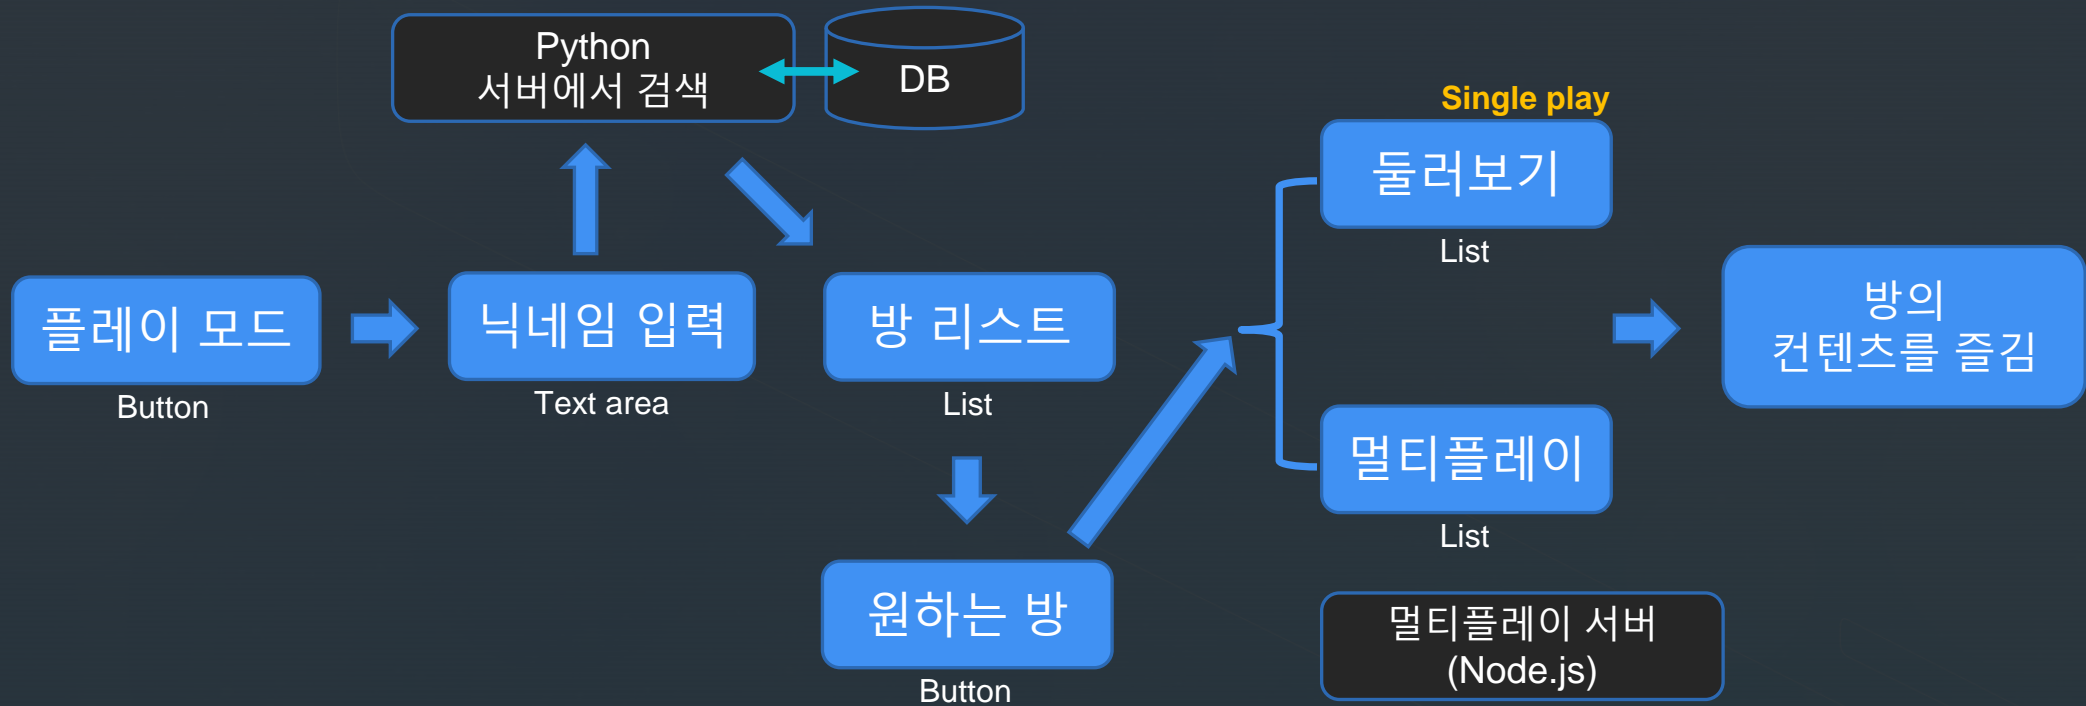 Python
서버에서 검색
DB
Single play
둘러보기
List
플레이 모드
Button
닉네임 입력
Text area
방 리스트
List
방의
컨텐츠를 즐김
멀티플레이
List
원하는 방
Button
멀티플레이 서버
(Node.js)